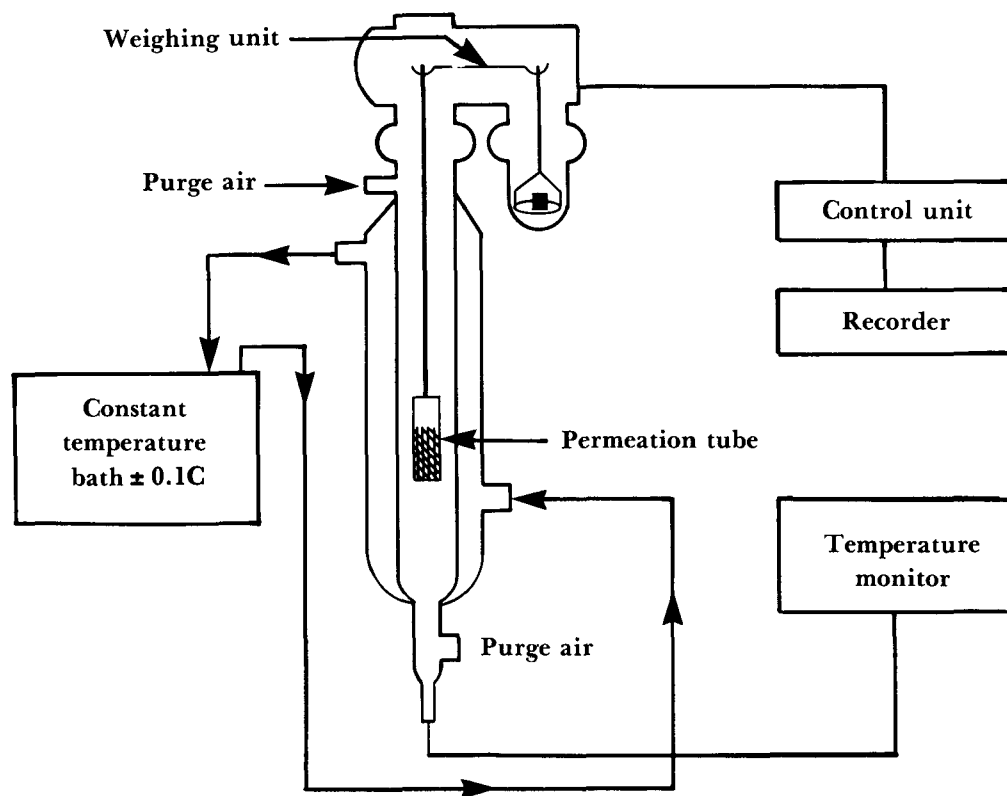 Weighing unit
Purge air
Control unit
Recorder
Constant
temperature
bath ± 0.1C
Permeation tube
Temperature
monitor
Purge air